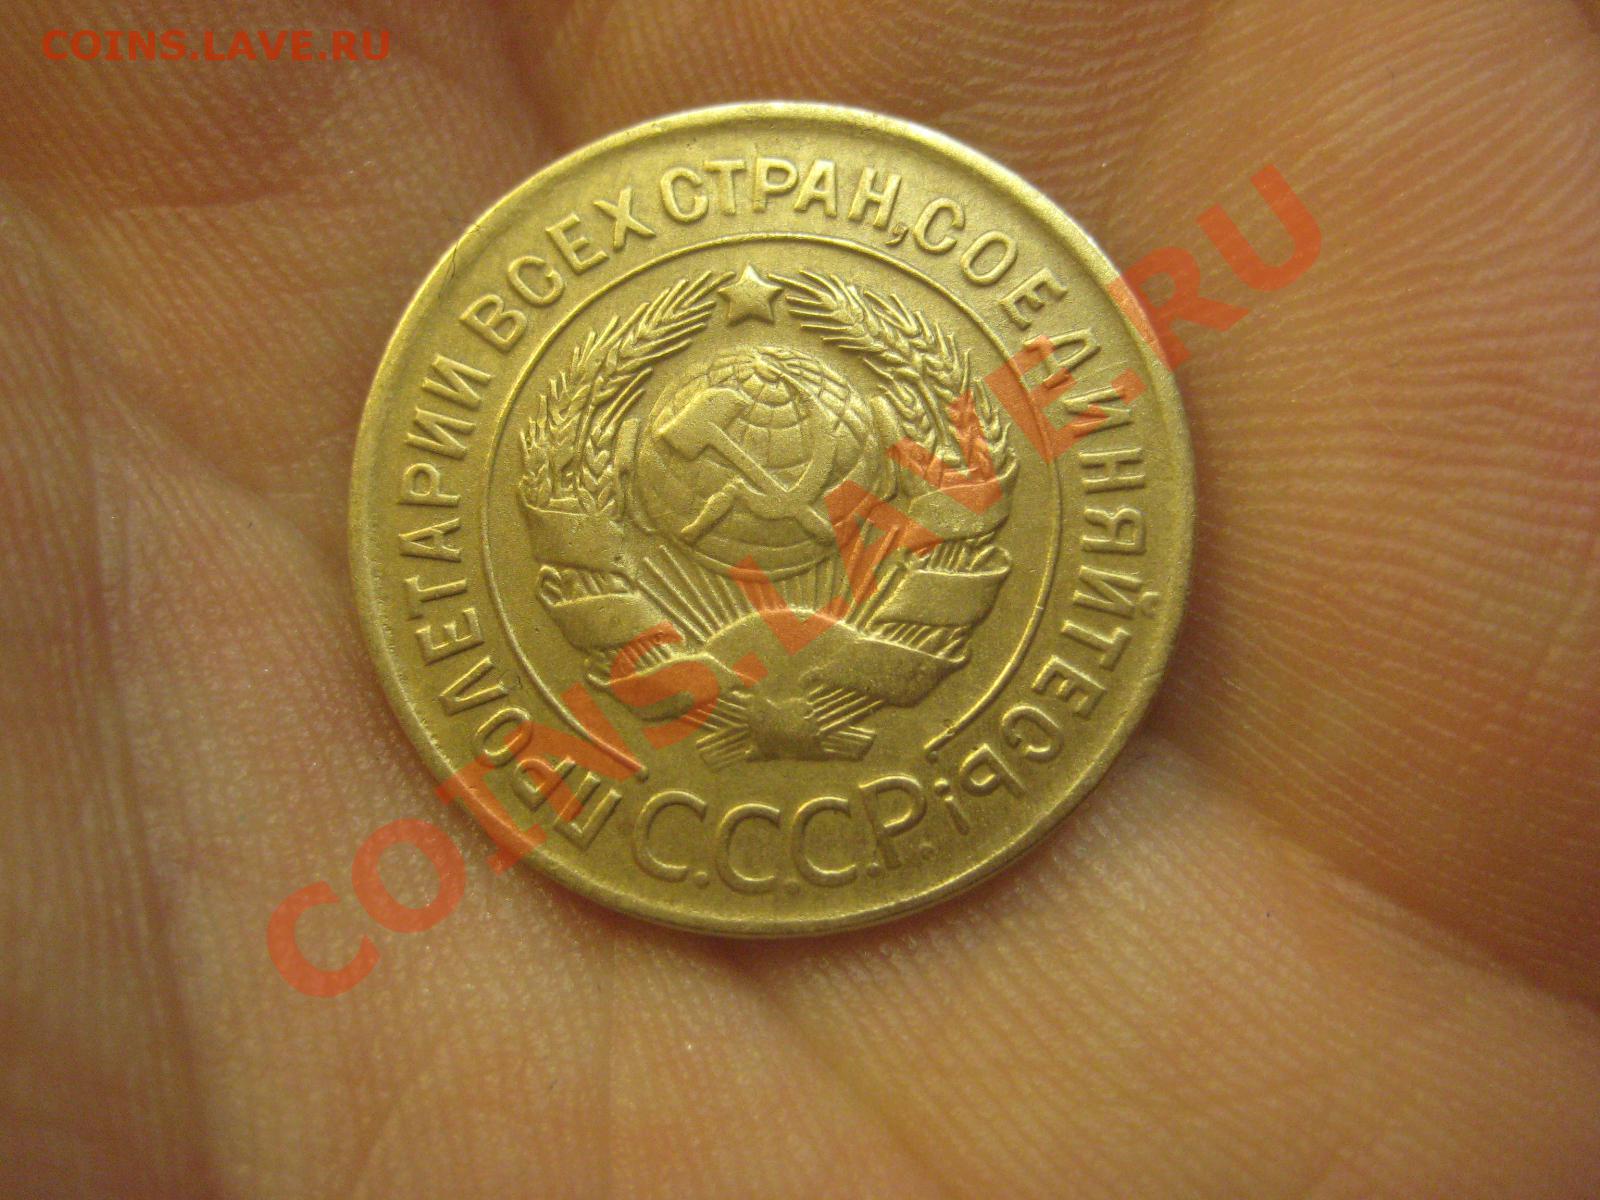 COINS.LAVE.RU
ПРОЛЕТАРИИ ВСЕХ СТРАН, СОЕДИНЯЙТЕСЬ!
С.С.С.Р.
COINS.LAVE.RU